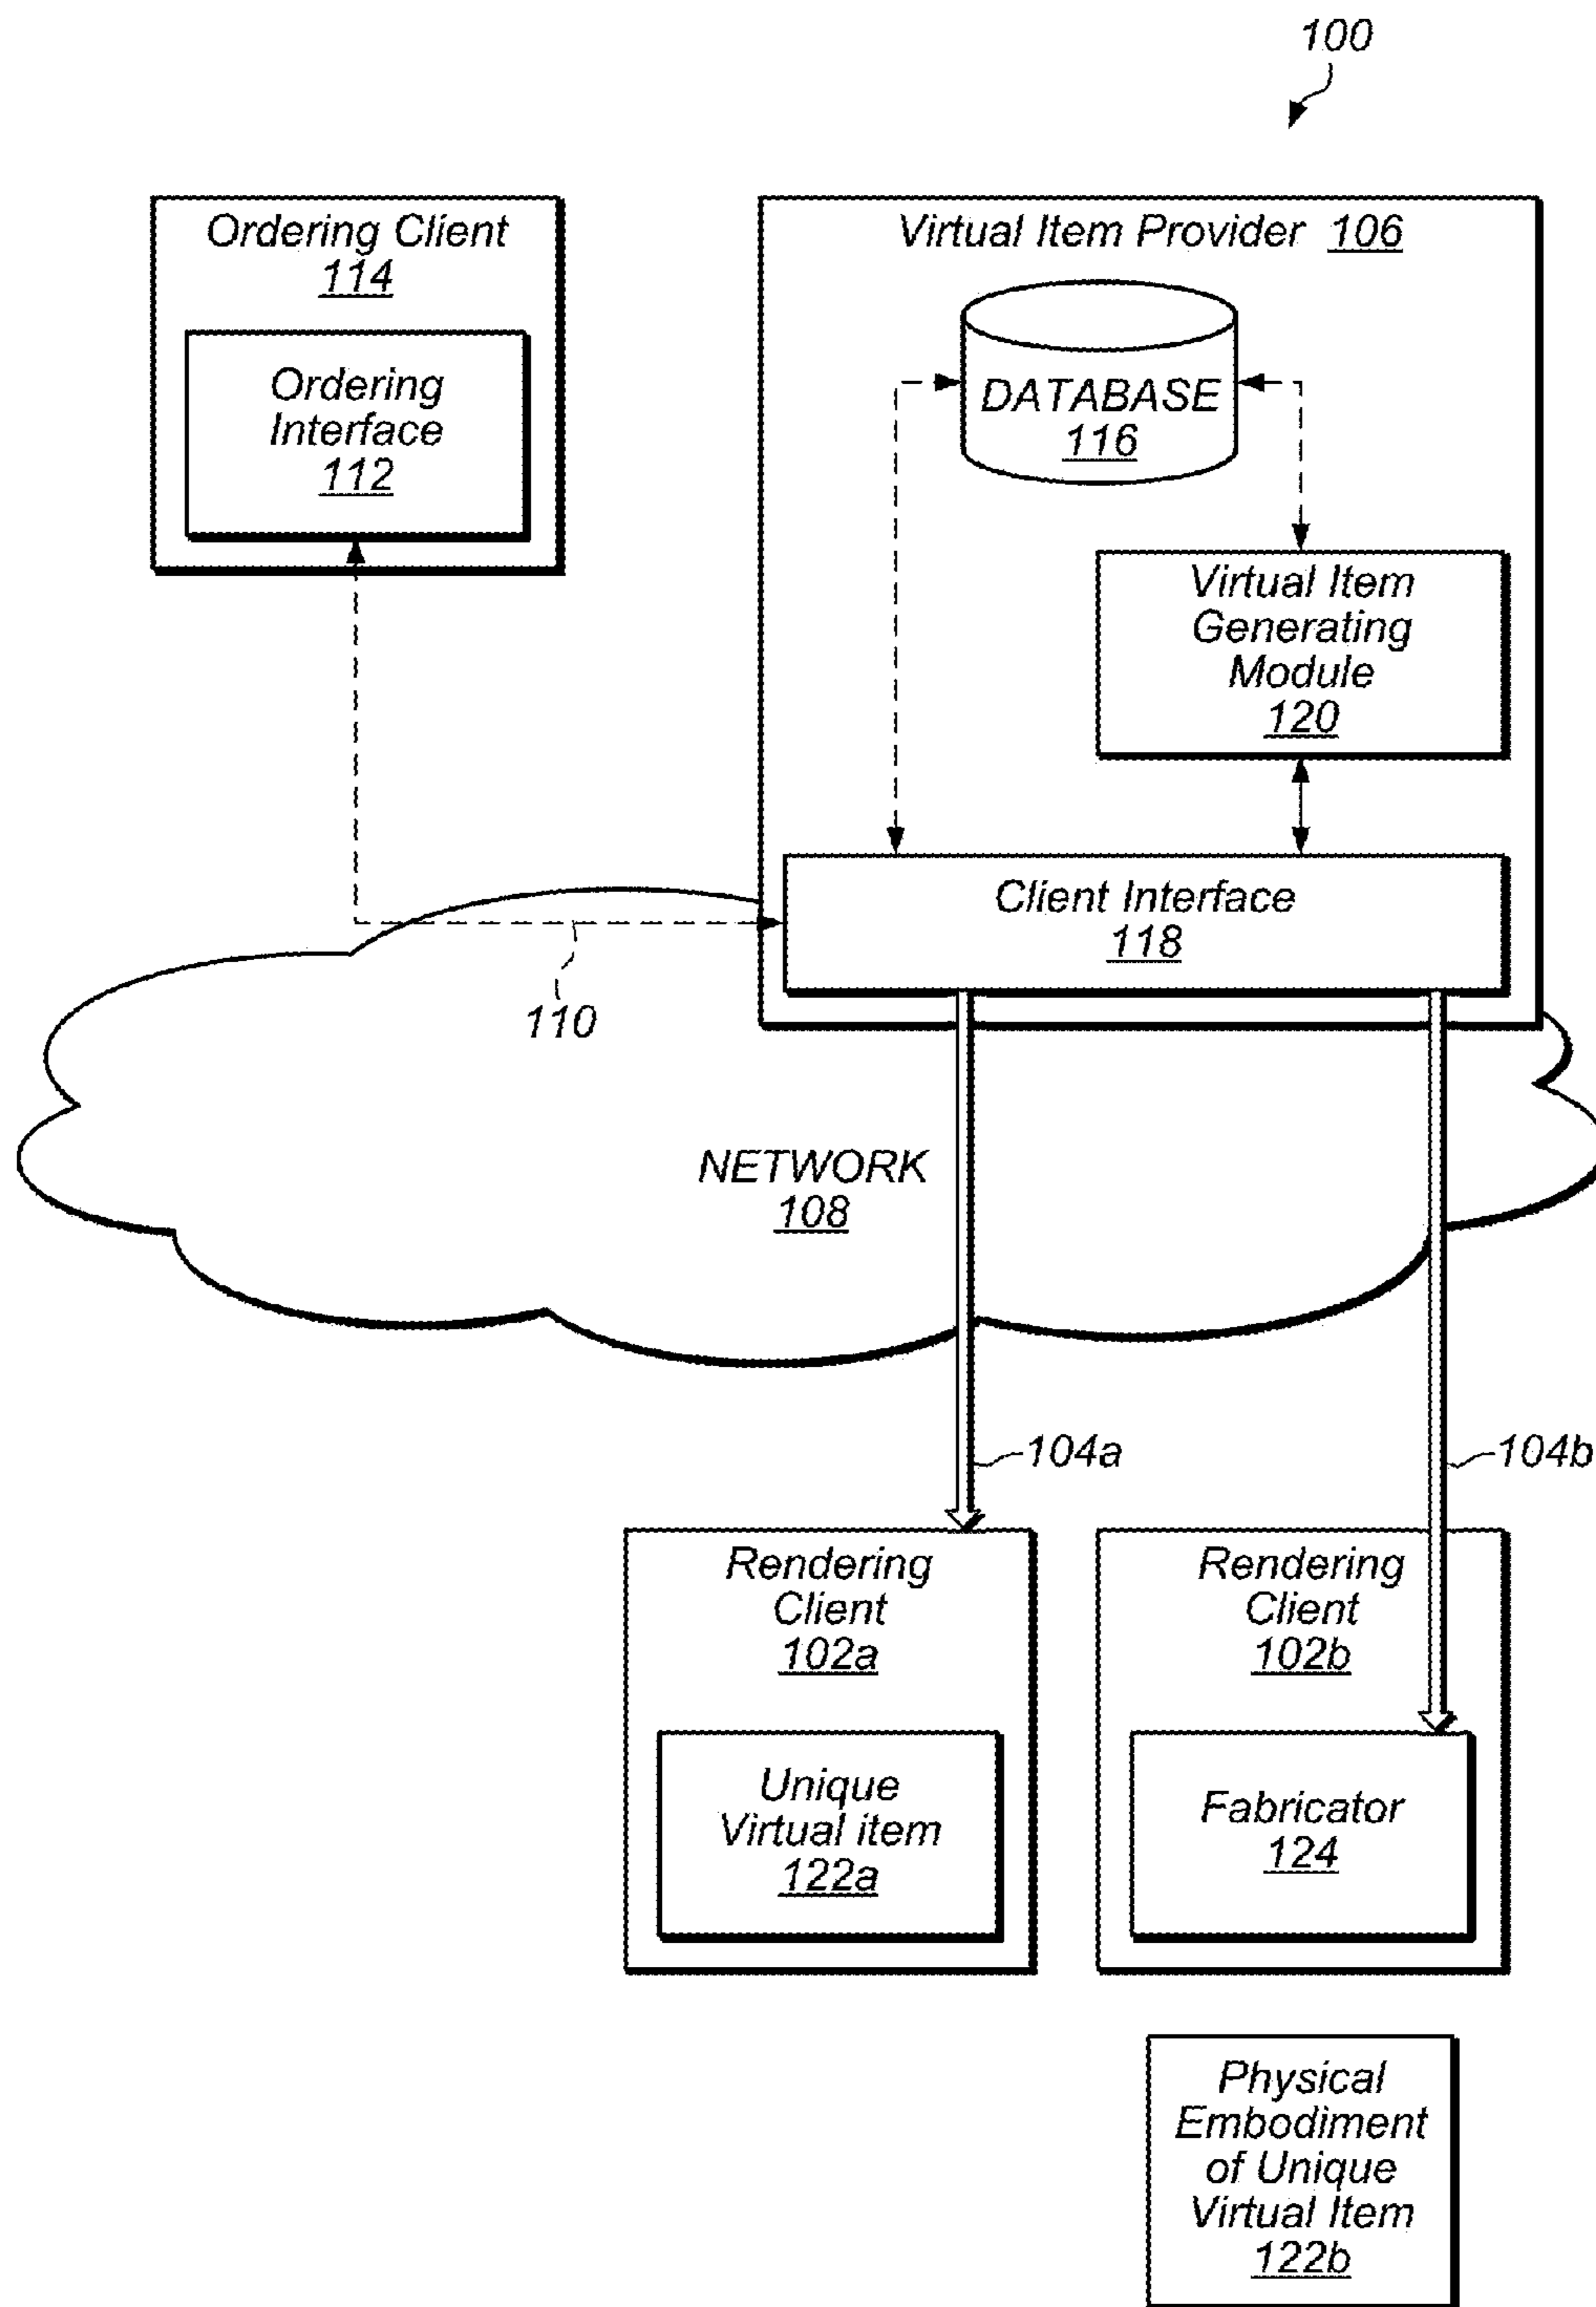 100
Ordering Client
114
Ordering
Interface
112
Virtual Item Provider 106
DATABASE
116
Virtual Item
Generating
Module
120
Client Interface
118
110
NETWORK
108
104a
104b
Rendering
Client
102a
Unique
Virtual item
122a
Rendering
Client
102b
Fabricator
124
Physical
Embodiment
of Unique
Virtual Item
122b